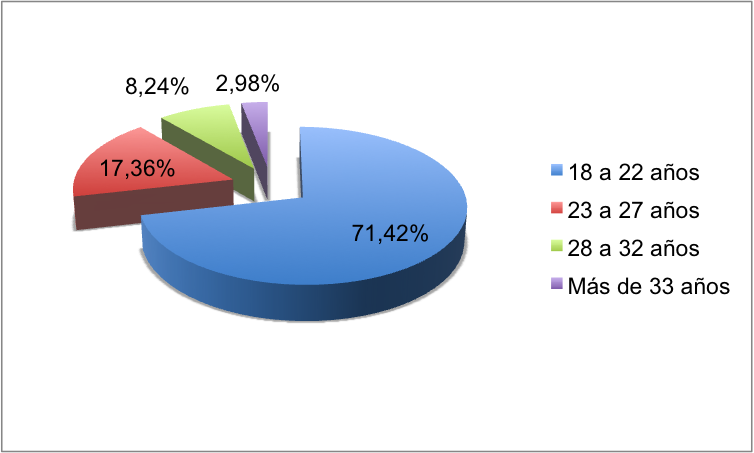 8,24%
2,98%
17,36%
71,42%
18 a 22 años
23 a 27 años
28 a 32 años
Más de 33 años